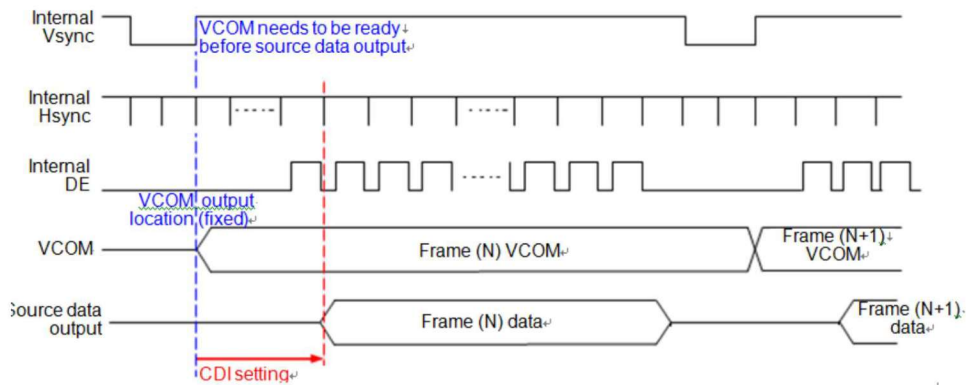 Internal
Vsync
VCOM needs to be ready
before source data output
Internal
Hsync
Internal
DE
VCOM output
location (fixed)
VCOM
Frame (N) VCOM
Frame (N+1)
VCOM
Source data
output
Frame (N) data
Frame (N+1)
data
CDI setting